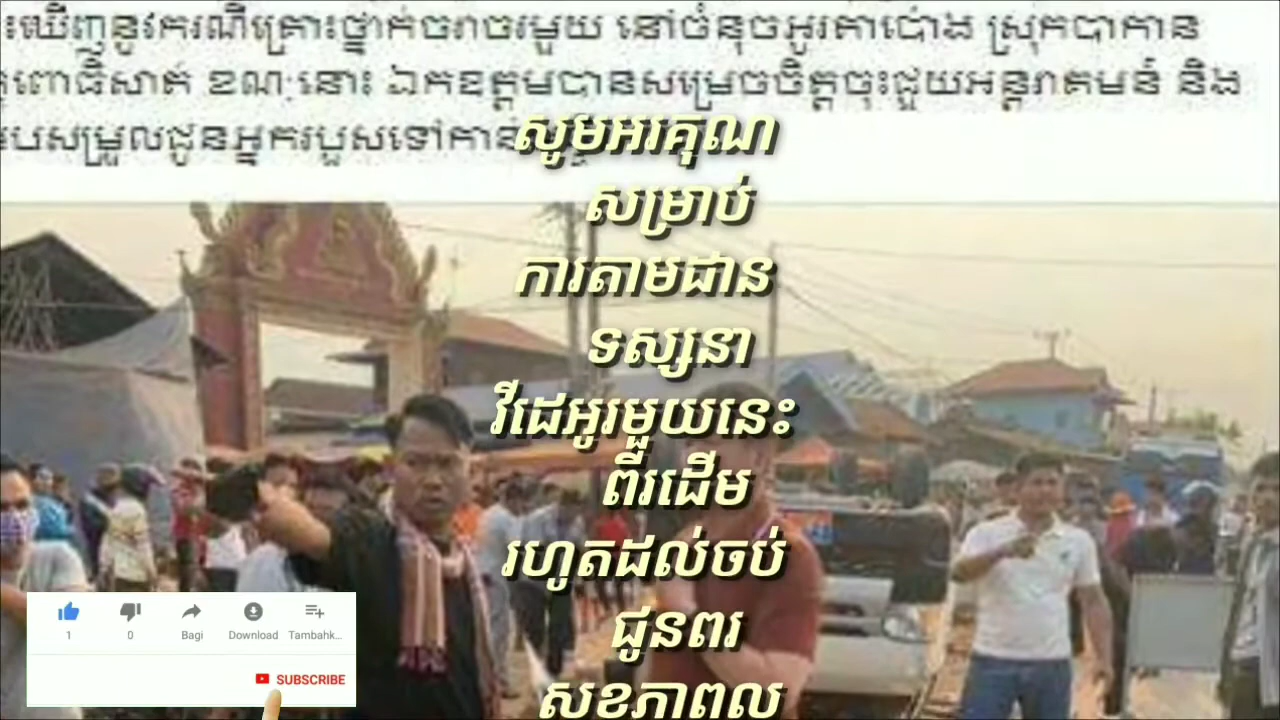 ះឃើញនូវករណីគ្រោះថ្នាក់ចរាចរមួយ នៅចំនុចអូរតាប៉ោង ស្រុកបាកាន
ពោធិ៍សាត់ ខណៈនោះ ឯកឧត្តមបានសម្រេចចិត្តចុះជួយអន្តរាគមន៍ និង
របសម្រួលជូនអ្នករបួសទៅកាន់
សូមអរគុណ
សម្រាប់
ការតាមដាន
ទស្សនា
វីដេអូរមួយនេះ
ពីរដើម
រហូតដល់ចប់
ជូនពរ
សុខភាពល
1
0
Bagi
Download
Tambahk...
SUBSCRIBE